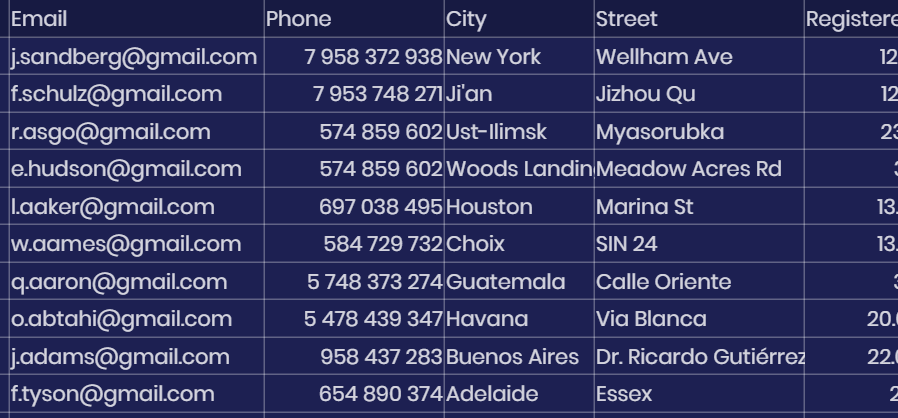 Email Phone City Street Registere
j.sandberg@gmail.com 7 958 372 938 New York Wellham Ave 12
f.schulz@gmail.com 7 953 748 271 Ji'an Jizhou Qu 12
r.asgo@gmail.com 574 859 602 Ust-Ilimsk Myasorubka 23
e.hudson@gmail.com 574 859 602 Woods Landin Meadow Acres Rd 3
l.aaker@gmail.com 697 038 495 Houston Marina St 13.
w.aames@gmail.com 584 729 732 Choix SIN 24 13.
q.aaron@gmail.com 5 748 373 274 Guatemala Calle Oriente 3
o.abtahi@gmail.com 5 478 439 347 Havana Via Blanca 20.0
j.adams@gmail.com 958 437 283 Buenos Aires Dr. Ricardo Gutiérrez 22.0
f.tyson@gmail.com 654 890 374 Adelaide Essex 2